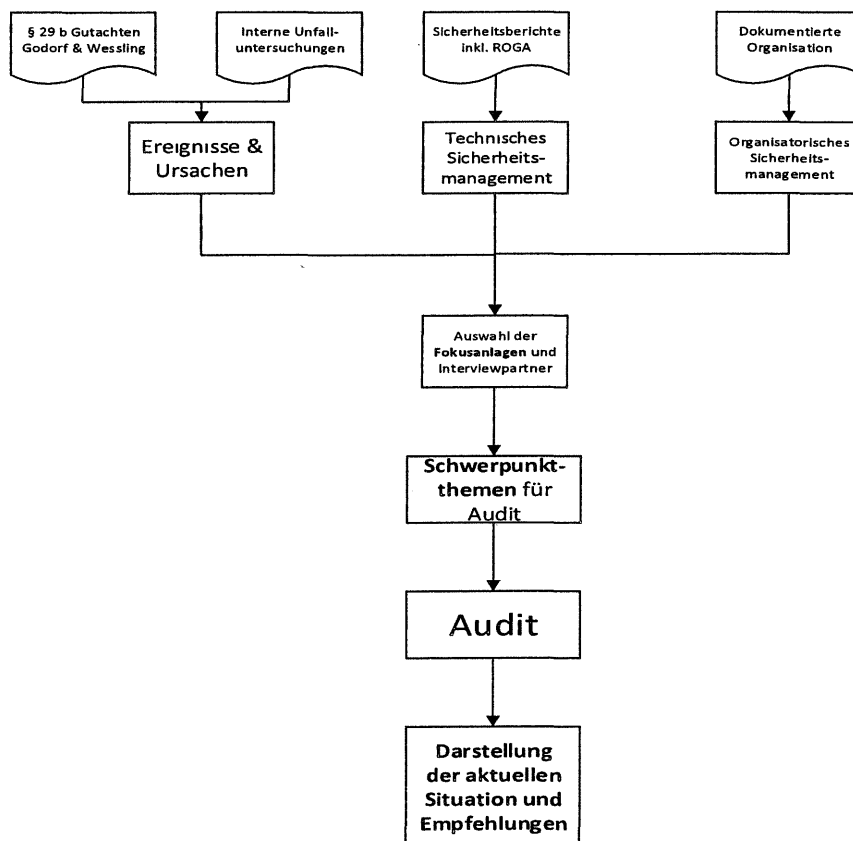 § 29 b Gutachten
Godorf & Wessling
Interne Unfall-
untersuchungen
Sicherheitsberichte
inkl. ROGA
Dokumentierte
Organisation
Ereignisse &
Ursachen
Technisches
Sicherheits-
management
Organisatorisches
Sicherheits-
management
Auswahl der
Fokusanlagen und
Interviewpartner
Schwerpunkt-
themen für
Audit
Audit
Darstellung
der aktuellen
Situation und
Empfehlungen